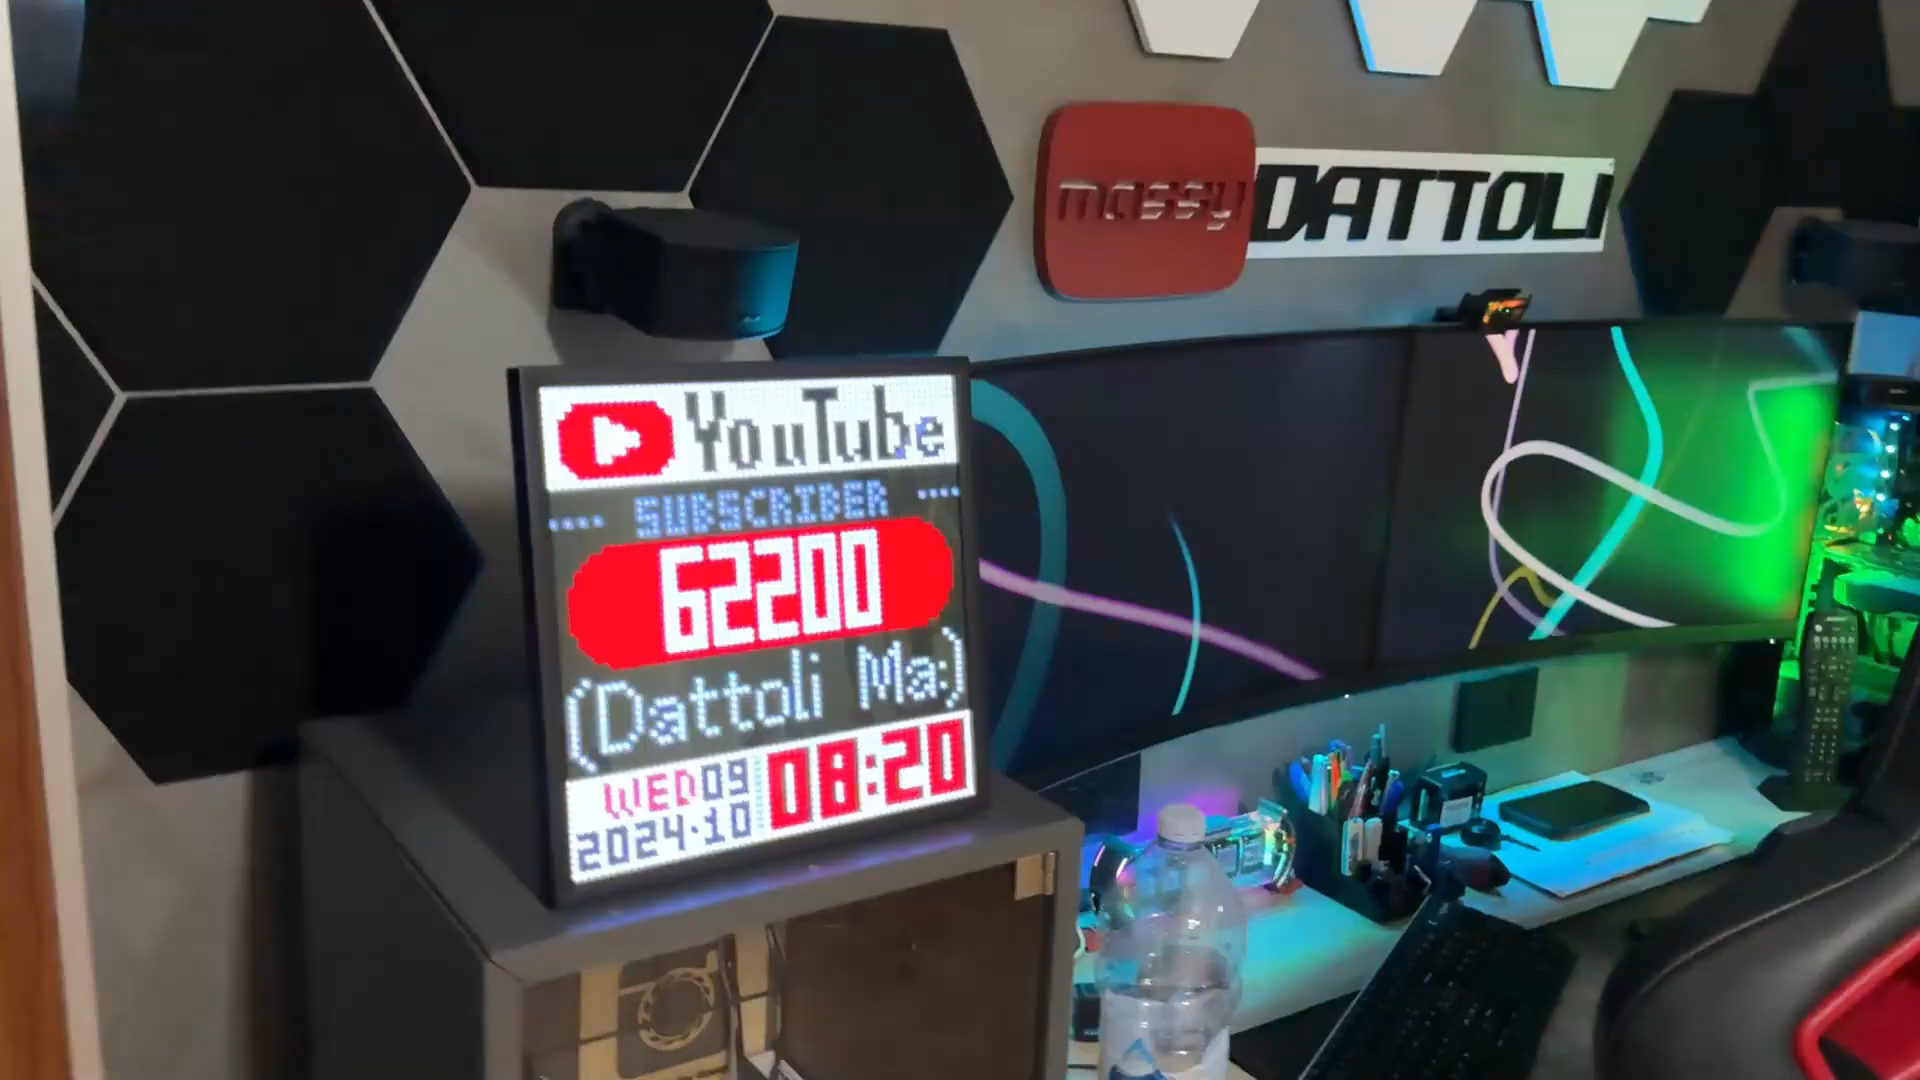 massy DATTOLI
YouTube
SUBSCRIBER
62200
(Dattoli Ma:)
WED09
2024·10
08:20